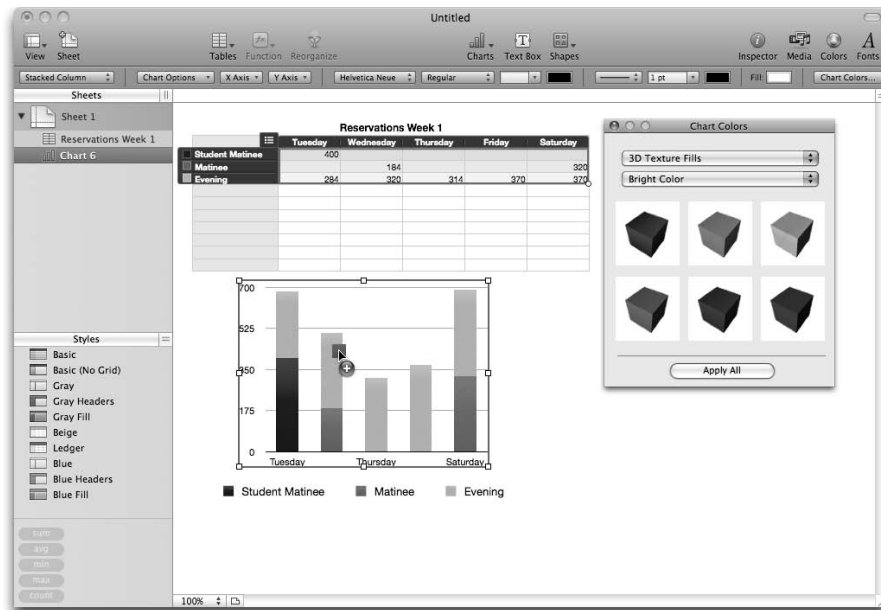 Untitled
View Sheet Tables Function Reorganize Charts Text Box Shapes Inspector Media Colors Fonts
Stacked Column Chart Options X Axis Y Axis Helvetica Neue Regular 1 pt Fill: Chart Colors...
Sheets
Sheet 1
Reservations Week 1
Chart 6
Reservations Week 1
Tuesday Wednesday Thursday Friday Saturday
Student Matinee 400
Matinee 184 320
Evening 284 320 314 370 370
700
525
350
175
0
Tuesday Thursday Saturday
Student Matinee Matinee Evening
Chart Colors
3D Texture Fills
Bright Color
Apply All
Styles
Basic
Basic (No Grid)
Gray
Gray Headers
Gray Fill
Beige
Ledger
Blue
Blue Headers
Blue Fill
sum
avg
min
max
count
100%